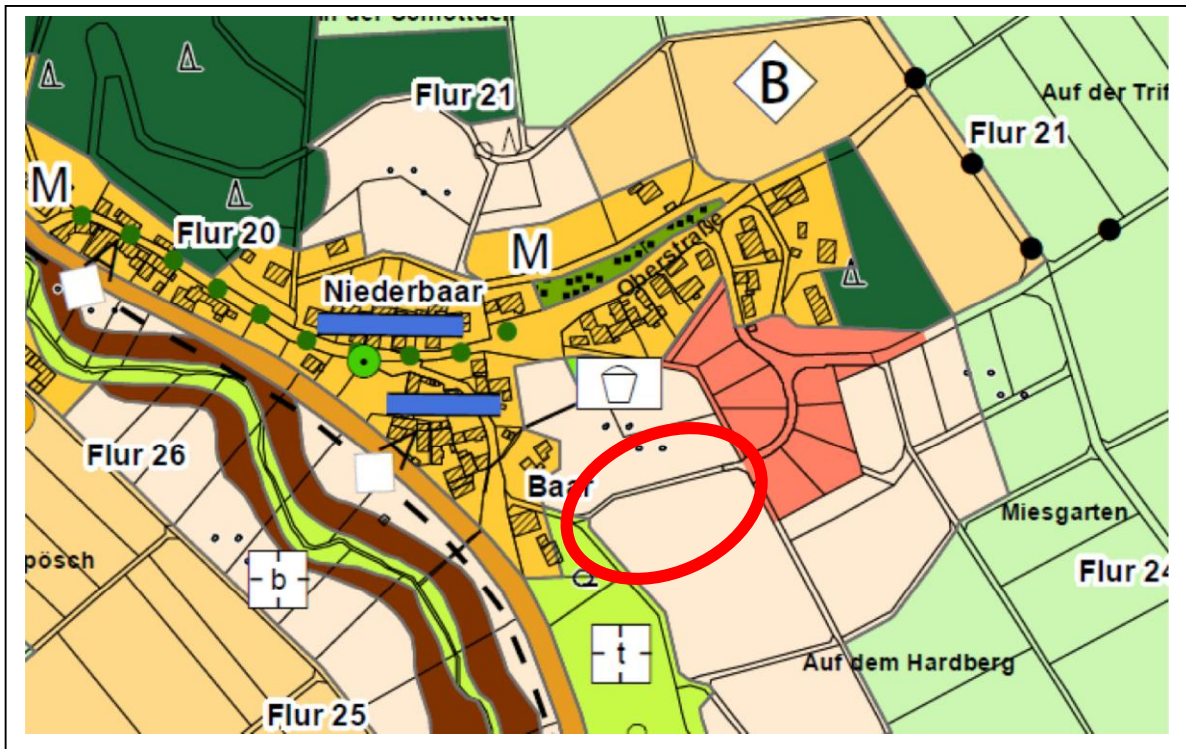 Flur 21
B
Auf der Trif
Flur 21
M
Flur 20
M
Oberstraße
Niederbaar
Baar
Flur 26
pösch
b
Miesgarten
Flur 24
t
Auf dem Hardberg
Flur 25